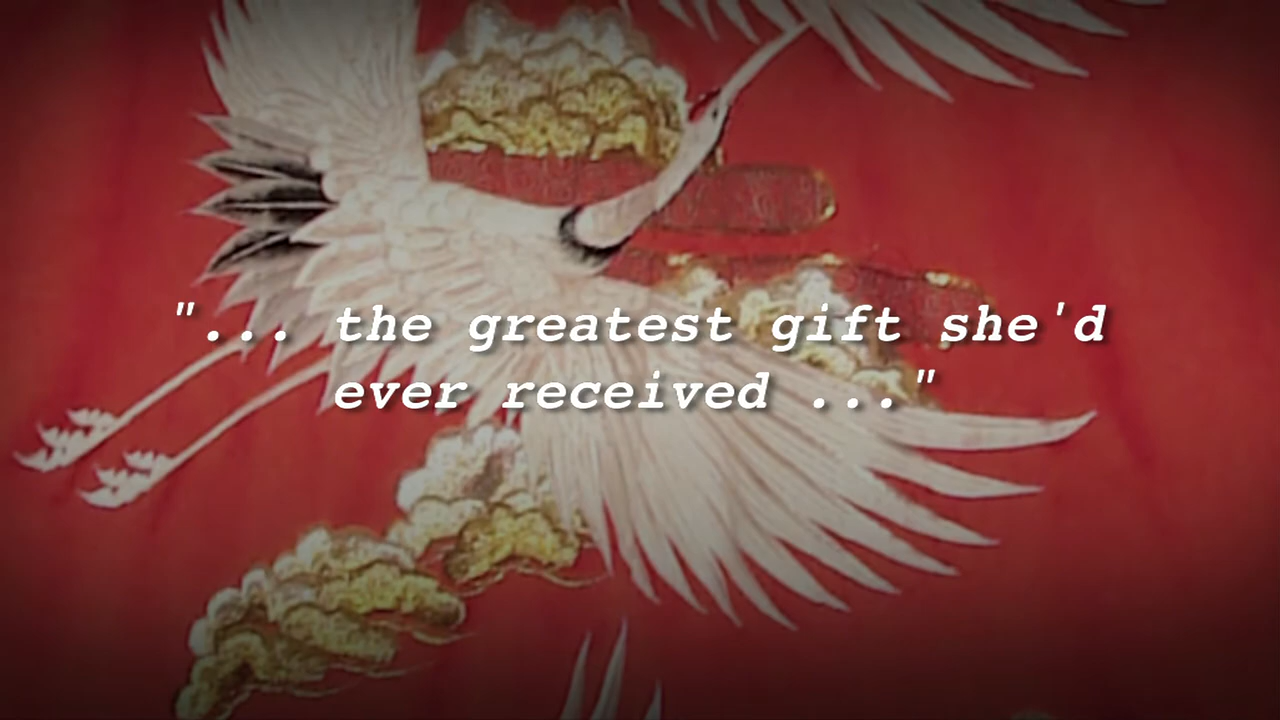 "... the greatest gift she'd
ever received ..."